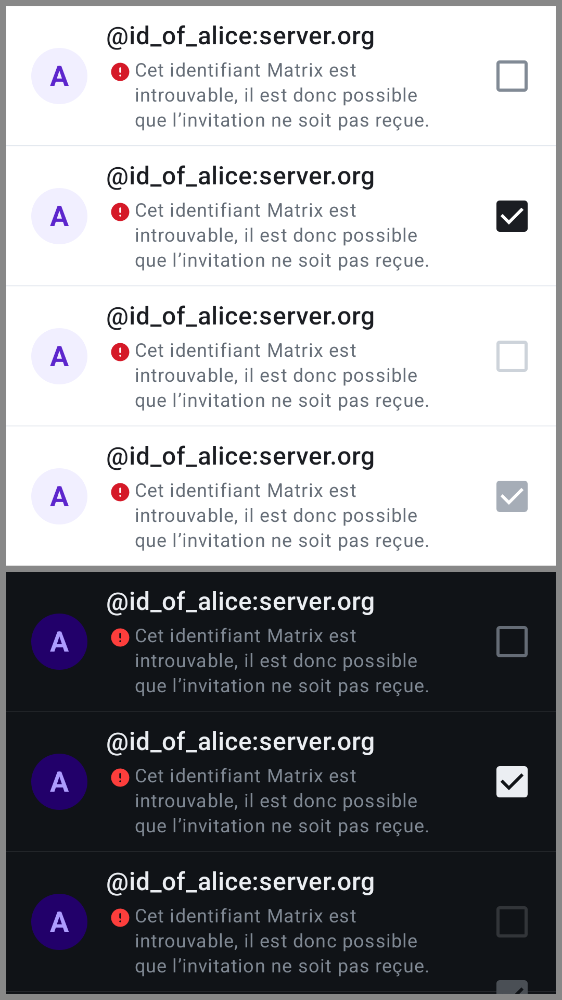 @id_of_alice:server.org
A
Cet identifiant Matrix est
introuvable, il est donc possible
que l’invitation ne soit pas reçue.
@id_of_alice:server.org
A
Cet identifiant Matrix est
introuvable, il est donc possible
que l’invitation ne soit pas reçue.
@id_of_alice:server.org
A
Cet identifiant Matrix est
introuvable, il est donc possible
que l’invitation ne soit pas reçue.
@id_of_alice:server.org
A
Cet identifiant Matrix est
introuvable, il est donc possible
que l’invitation ne soit pas reçue.
@id_of_alice:server.org
A
Cet identifiant Matrix est
introuvable, il est donc possible
que l’invitation ne soit pas reçue.
@id_of_alice:server.org
A
Cet identifiant Matrix est
introuvable, il est donc possible
que l’invitation ne soit pas reçue.
@id_of_alice:server.org
A
Cet identifiant Matrix est
introuvable, il est donc possible
que l’invitation ne soit pas reçue.